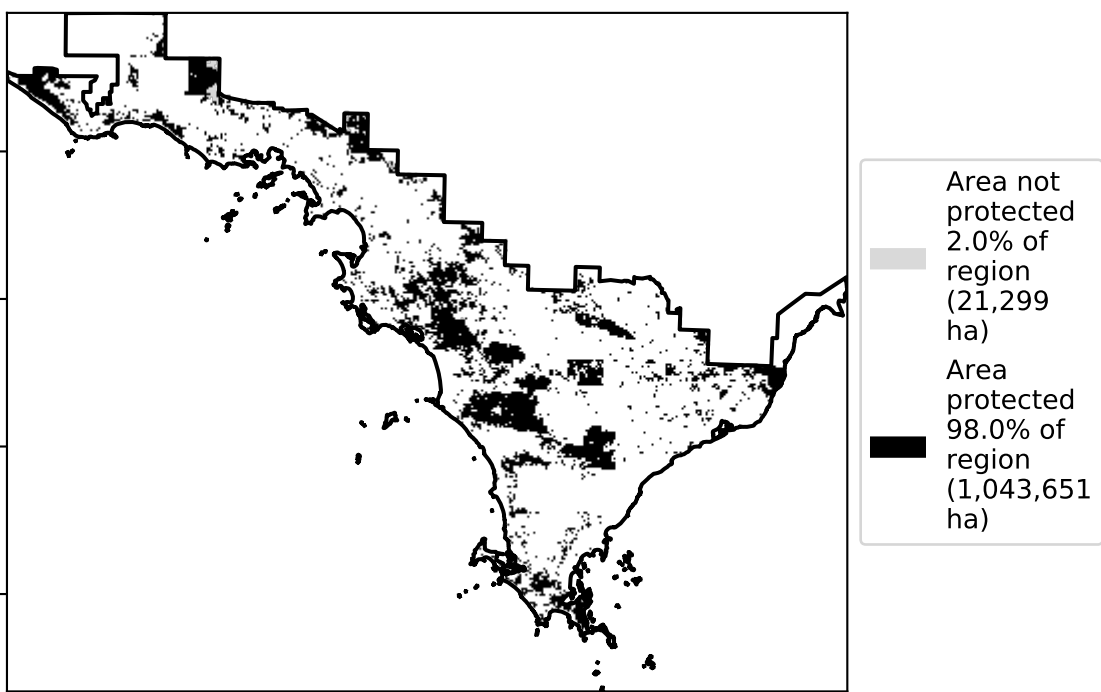 Area not
protected
2.0% of
region
(21,299
ha)
Area
protected
98.0% of
region
(1,043,651
ha)